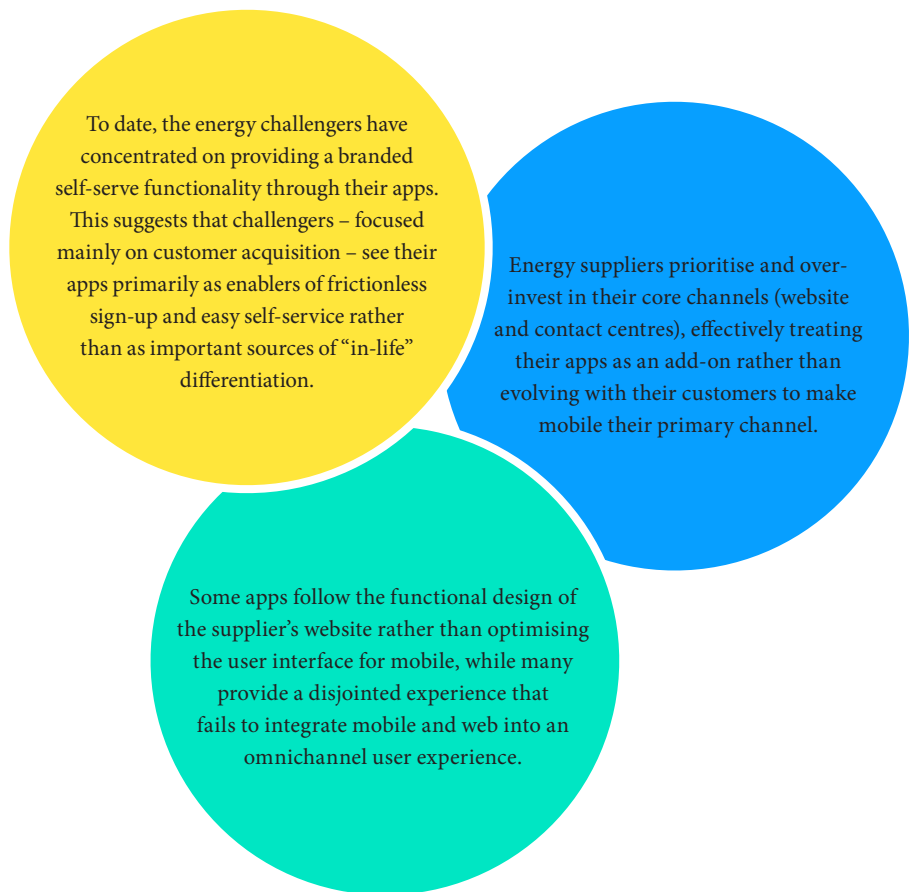 To date, the energy challengers have
concentrated on providing a branded
self-serve functionality through their apps.
This suggests that challengers – focused
mainly on customer acquisition – see their
apps primarily as enablers of frictionless
sign-up and easy self-service rather
than as important sources of “in-life”
differentiation.
Energy suppliers prioritise and over-
invest in their core channels (website
and contact centres), effectively treating
their apps as an add-on rather than
evolving with their customers to make
mobile their primary channel.
Some apps follow the functional design of
the supplier’s website rather than optimising
the user interface for mobile, while many
provide a disjointed experience that
fails to integrate mobile and web into an
omnichannel user experience.